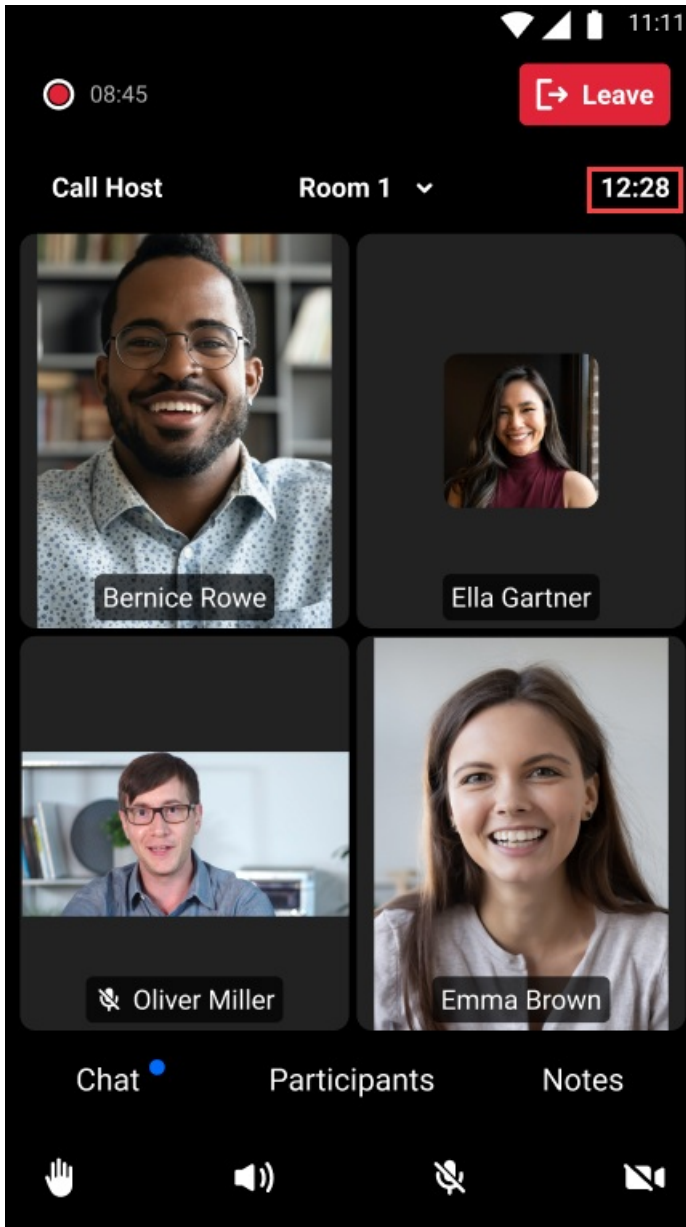 11:11
08:45
Leave
Call Host Room 1 12:28
Bernice Rowe
Ella Gartner
Oliver Miller
Emma Brown
Chat Participants Notes